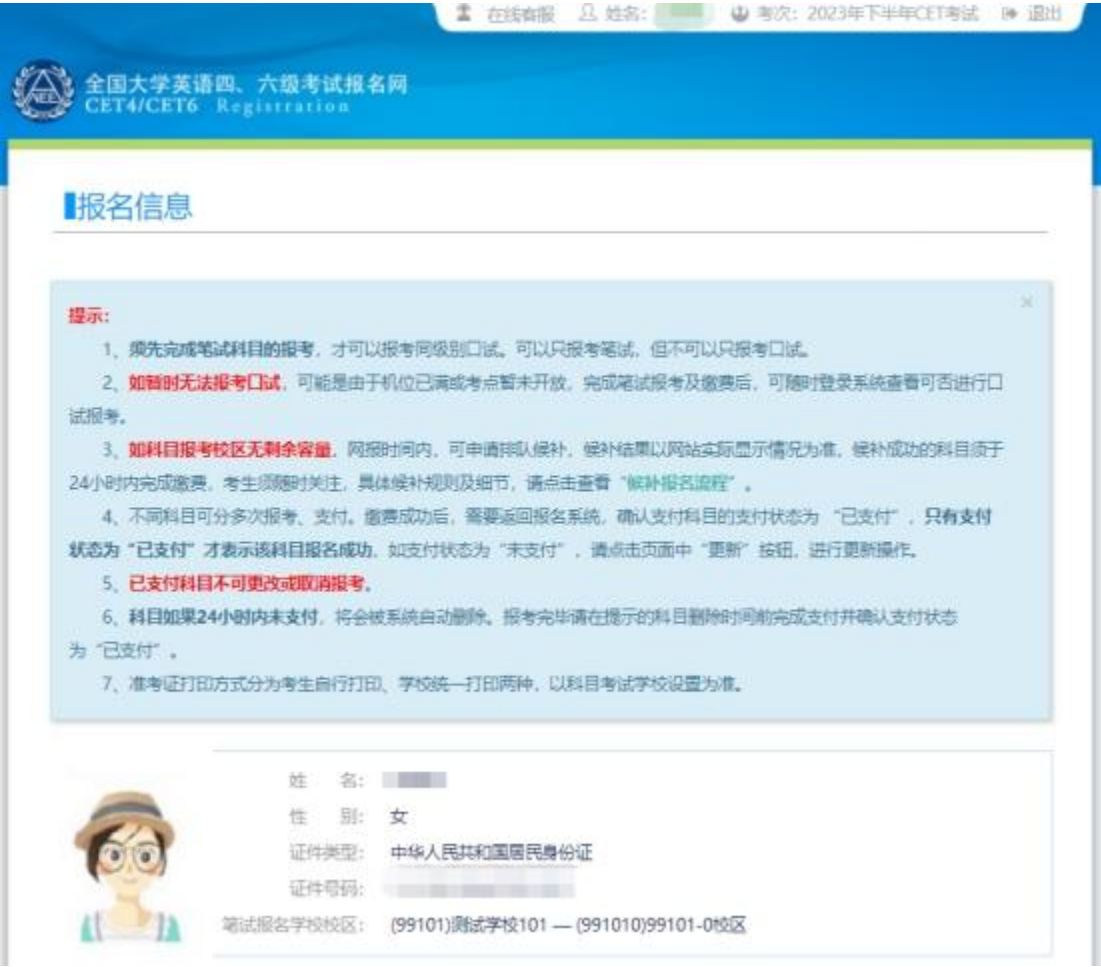 在线客服 姓名: 考次: 2023年下半年CET考试 退出
全国大学英语四、六级考试报名网
CET4/CET6 Registration
报名信息
提示:
1、须先完成笔试科目的报考，才可以报考同级别口试。可以只报考笔试，但不可以只报考口试。
2、如暂时无法报考口试，可能是由于机位已满或考点暂未开放，完成笔试报考及缴费后，可随时登录系统查看可否进行口
试报考。
3、如科目报考校区无剩余容量，网报时间内，可申请排队候补，候补结果以网站实际显示情况为准，候补成功的科目须于
24小时内完成缴费，考生须随时关注，具体候补规则及细节，请点击查看“候补报名流程”。
4、不同科目可分多次报考、支付。缴费成功后，需要返回报名系统，确认支付科目的支付状态为 “已支付”，只有支付
状态为“已支付”才表示该科目报名成功，如支付状态为“未支付”，请点击页面中“更新”按钮，进行更新操作。
5、已支付科目不可更改或取消报考。
6、科目如果24小时内未支付，将会被系统自动删除。报考完毕请在提示的科目删除时间前完成支付并确认支付状态
为“已支付”。
7、准考证打印方式分为考生自行打印、学校统一打印两种，以科目考试学校设置为准。
姓 名:
性 别: 女
证件类型: 中华人民共和国居民身份证
证件号码:
笔试报名学校校区: (99101)测试学校101 — (991010)99101-0校区